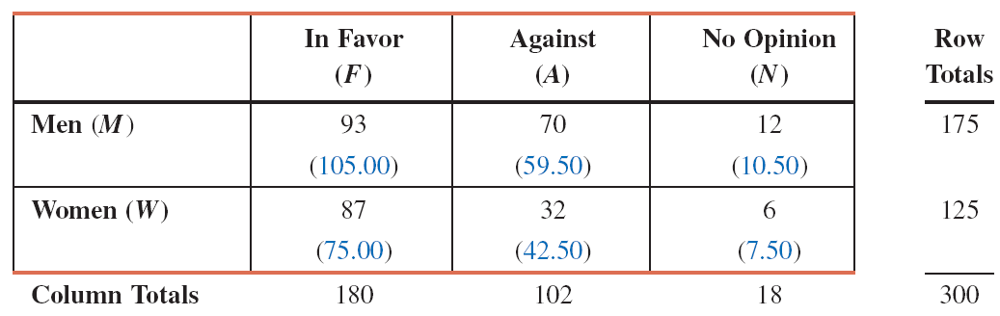 In Favor Against No Opinion Row
(F) (A) (N) Totals
Men (M) 93 70 12 175
(105.00) (59.50) (10.50)
Women (W) 87 32 6 125
(75.00) (42.50) (7.50)
Column Totals 180 102 18 300